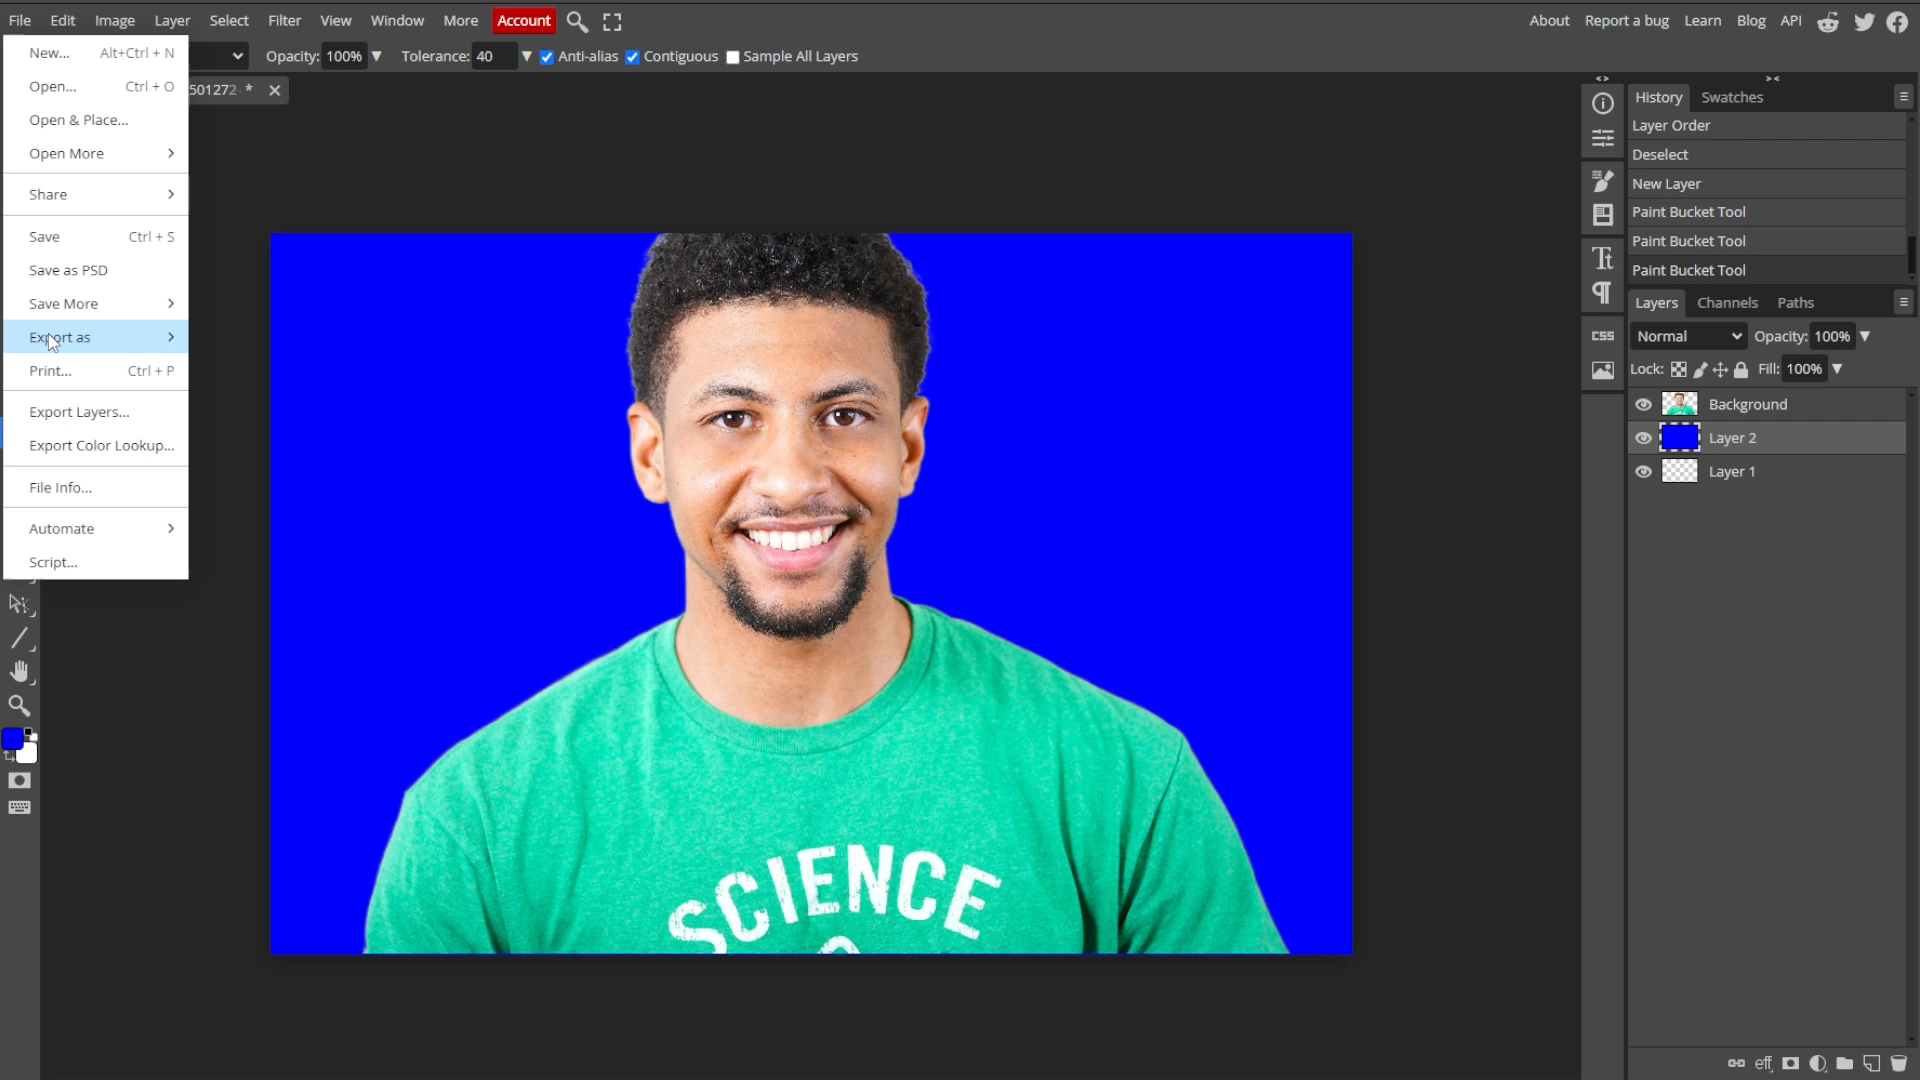 File Edit Image Layer Select Filter View Window More Account About Report a bug Learn Blog API
Opacity: 100% Tolerance: 40 Anti-alias Contiguous Sample All Layers
501272 *
New... Alt+Ctrl + N
Open... Ctrl + O
Open & Place...
Open More
Share
Save Ctrl + S
Save as PSD
Save More
Export as
Print... Ctrl + P
Export Layers...
Export Color Lookup...
File Info...
Automate
Script...
SCIENCE
Tt
CSS
History Swatches
Layer Order
Deselect
New Layer
Paint Bucket Tool
Paint Bucket Tool
Paint Bucket Tool
Layers Channels Paths
Normal Opacity: 100%
Lock: Fill: 100%
Background
Layer 2
Layer 1
eff